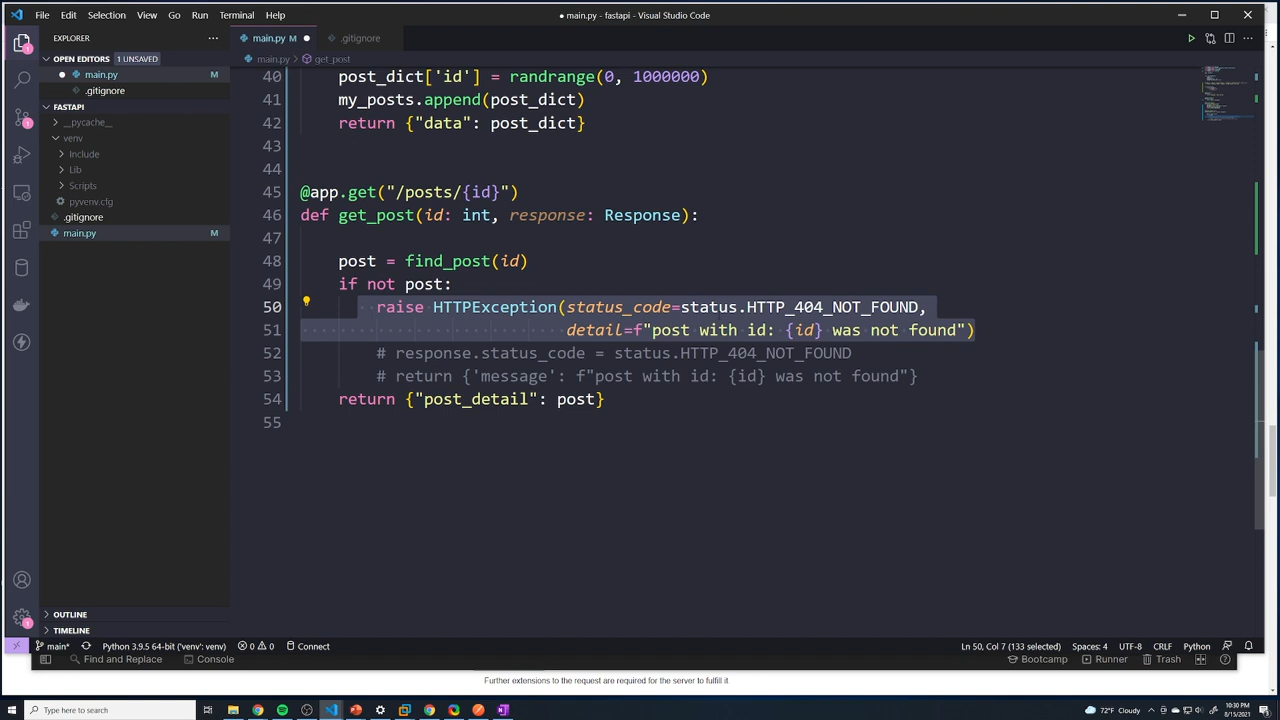 File Edit Selection View Go Run Terminal Help
● main.py - fastapi - Visual Studio Code
EXPLORER
main.py M
.gitignore
OPEN EDITORS 1 UNSAVED
main.py M
.gitignore
FASTAPI
__pycache__
venv
Include
Lib
Scripts
pyvenv.cfg
.gitignore
main.py M
OUTLINE
TIMELINE
main.py > get_post
40 post_dict['id'] = randrange(0, 1000000)
41 my_posts.append(post_dict)
42 return {"data": post_dict}
43
44
45 @app.get("/posts/{id}")
46 def get_post(id: int, response: Response):
47
48 post = find_post(id)
49 if not post:
50 raise HTTPException(status_code=status.HTTP_404_NOT_FOUND,
51 detail=f"post with id: {id} was not found")
52 # response.status_code = status.HTTP_404_NOT_FOUND
53 # return {'message': f"post with id: {id} was not found"}
54 return {"post_detail": post}
55
main* Python 3.9.5 64-bit ('venv': venv) 0 0 Connect
Ln 50, Col 7 (133 selected) Spaces: 4 UTF-8 CRLF Python
Find and Replace Console Bootcamp Runner Trash
Further extensions to the request are required for the server to fulfill it
Type here to search
72°F Cloudy
10:30 PM
8/15/2021